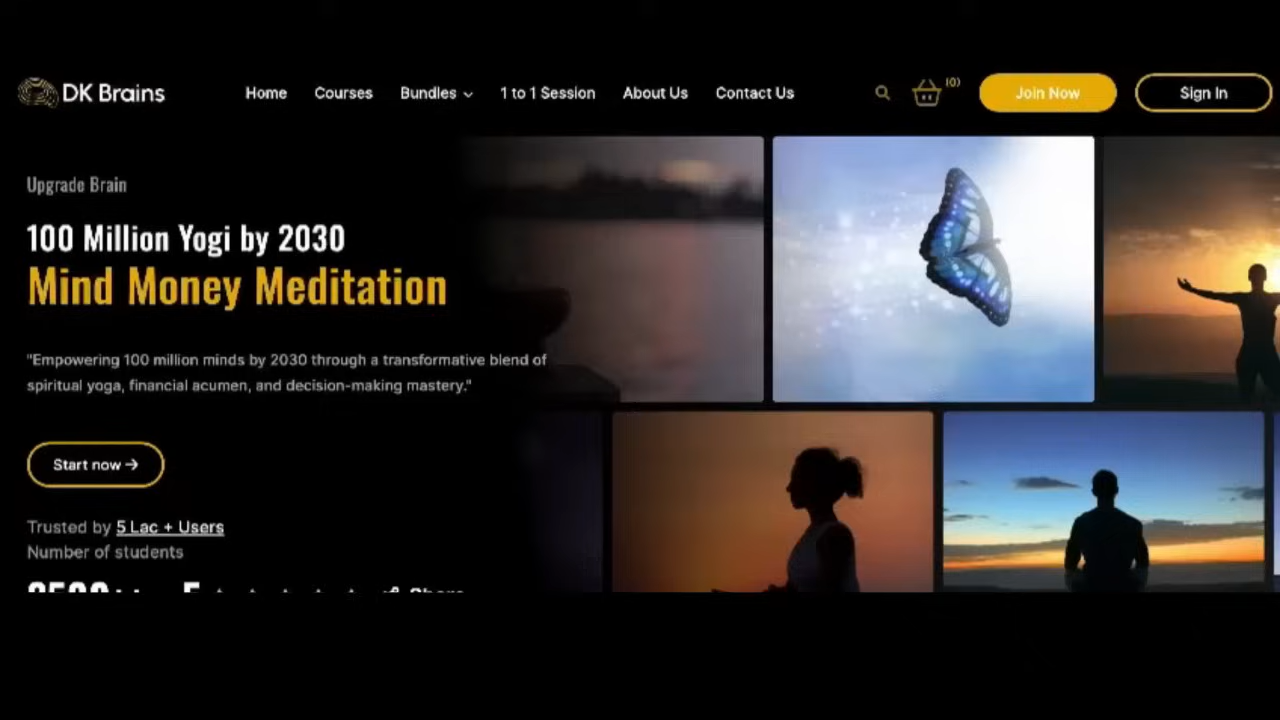 DK Brains
Home Courses Bundles 1 to 1 Session About Us Contact Us
(0)
Join Now
Sign In
Upgrade Brain
100 Million Yogi by 2030
Mind Money Meditation
"Empowering 100 million minds by 2030 through a transformative blend of
spiritual yoga, financial acumen, and decision-making mastery."
Start now →
Trusted by 5 Lac + Users
Number of students